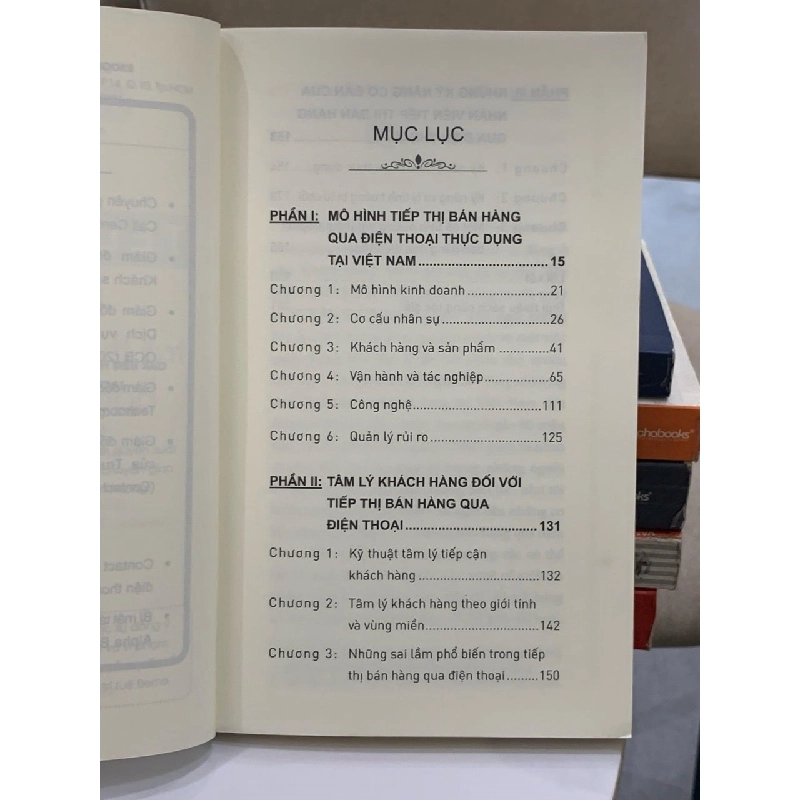 MỤC LỤC
PHẦN I: MÔ HÌNH TIẾP THỊ BÁN HÀNG
QUA ĐIỆN THOẠI THỰC DỤNG
TẠI VIỆT NAM....................................15
Chương 1: Mô hình kinh doanh......................21
Chương 2: Cơ cấu nhân sự............................26
Chương 3: Khách hàng và sản phẩm..............41
Chương 4: Vận hành và tác nghiệp.................65
Chương 5: Công nghệ..................................111
Chương 6: Quản lý rủi ro.............................125
PHẦN II: TÂM LÝ KHÁCH HÀNG ĐỐI VỚI
TIẾP THỊ BÁN HÀNG QUA
ĐIỆN THOẠI....................................131
Chương 1: Kỹ thuật tâm lý tiếp cận
khách hàng..............................132
Chương 2: Tâm lý khách hàng theo giới tính
và vùng miền............................142
Chương 3: Những sai lầm phổ biến trong tiếp
thị bán hàng qua điện thoại.........150
phabooks